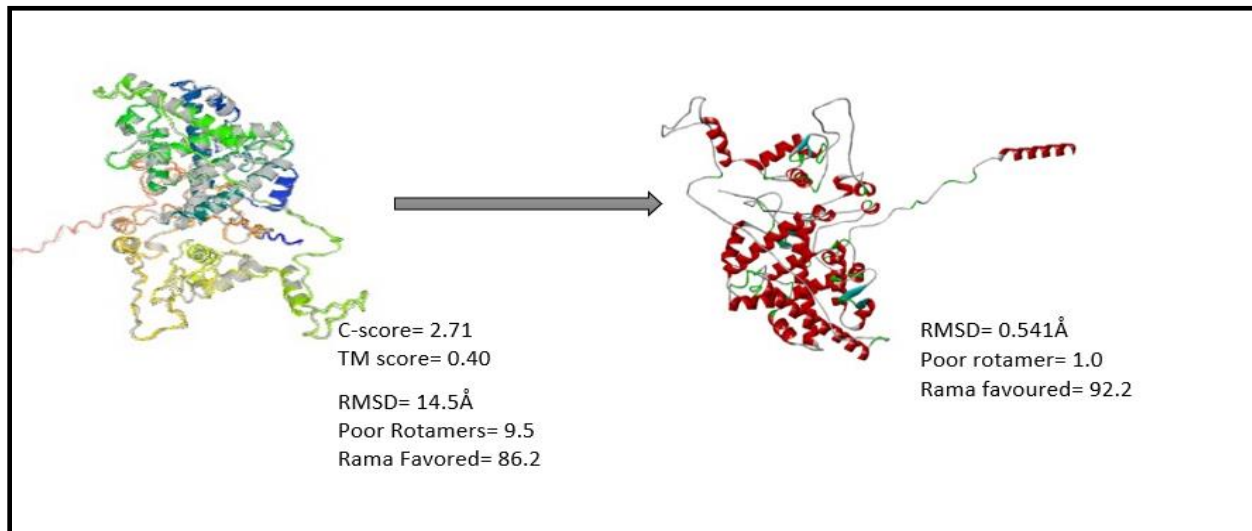 C-score= 2.71
TM score= 0.40
RMSD= 14.5Å
Poor Rotamers= 9.5
Rama Favored= 86.2
RMSD= 0.541Å
Poor rotamer= 1.0
Rama favoured= 92.2